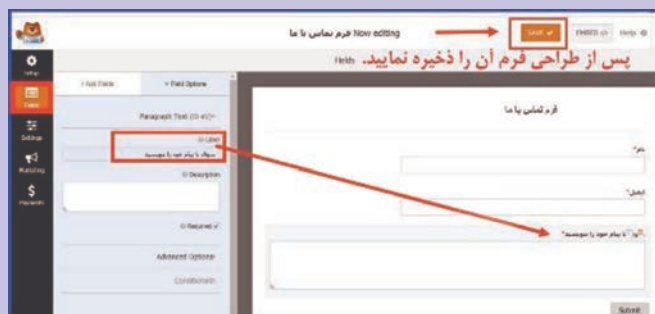 Now editing فرم تماس با ما
SAVE
EMBED
Help
پس از طراحی فرم آن را ذخیره نمایید.
Fields
Setup
Fields
Settings
Marketing
Payments
Add Fields
Field Options
Paragraph Text (ID #2)
Label
سوال یا پیام خود را بنویسید
Description
Required
Advanced Options
Conditionals
فرم تماس با ما
نام*
ایمیل*
یا پیام خود را بنویسید*
Submit